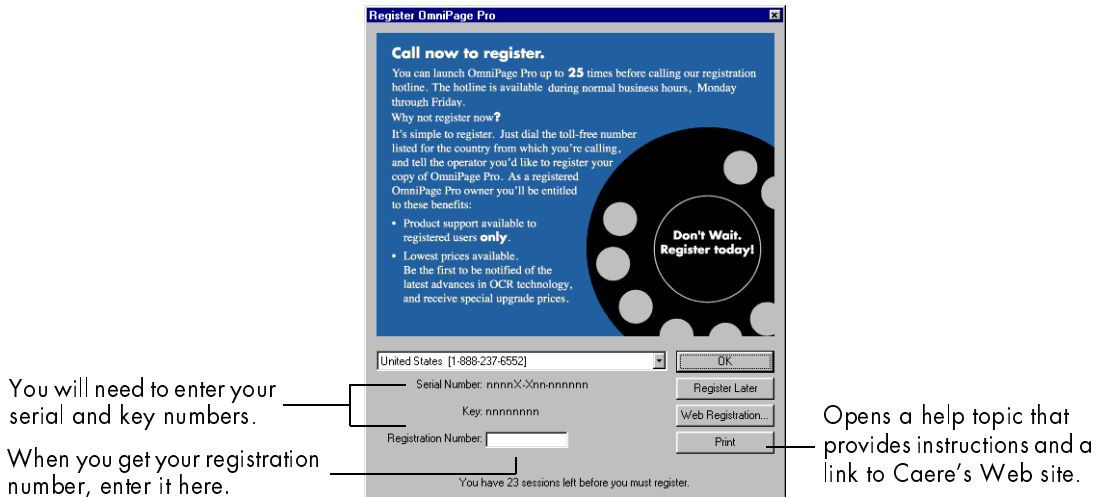 Register OmniPage Pro
Call now to register.
You can launch OmniPage Pro up to 25 times before calling our registration
hotline. The hotline is available during normal business hours, Monday
through Friday.
Why not register now?
It's simple to register. Just dial the toll-free number
listed for the country from which you're calling,
and tell the operator you'd like to register your
copy of OmniPage Pro. As a registered
OmniPage Pro owner you'll be entitled
to these benefits:
• Product support available to
registered users only.
• Lowest prices available.
Be the first to be notified of the
latest advances in OCR technology,
and receive special upgrade prices.
Don't Wait.
Register today!
United States [1-888-237-6552]
OK
Serial Number: nnnnX-Xnn-nnnnnn
Register Later
Key: nnnnnnnn
Web Registration...
Registration Number:
Print
You have 23 sessions left before you must register.
You will need to enter your
serial and key numbers.
When you get your registration
number, enter it here.
Opens a help topic that
provides instructions and a
link to Caere's Web site.